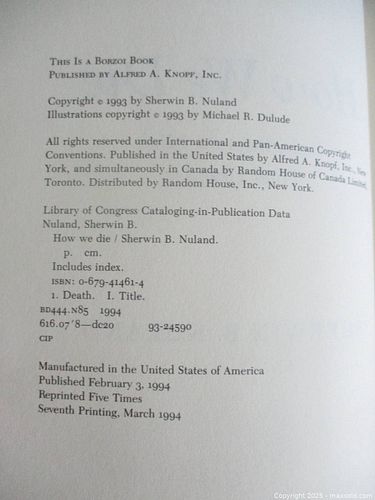 This Is a Borzoi Book
Published by Alfred A. Knopf, Inc.
Copyright © 1993 by Sherwin B. Nuland
Illustrations copyright © 1993 by Michael R. Dulude
All rights reserved under International and Pan-American Copyright
Conventions. Published in the United States by Alfred A. Knopf, Inc., New
York, and simultaneously in Canada by Random House of Canada Limited,
Toronto. Distributed by Random House, Inc., New York.
Library of Congress Cataloging-in-Publication Data
Nuland, Sherwin B.
How we die / Sherwin B. Nuland.
p. cm.
Includes index.
ISBN: 0-679-41461-4
1. Death. I. Title.
BD444.N85 1994
616.07'8—dc20 93-24590
CIP
Manufactured in the United States of America
Published February 3, 1994
Reprinted Five Times
Seventh Printing, March 1994